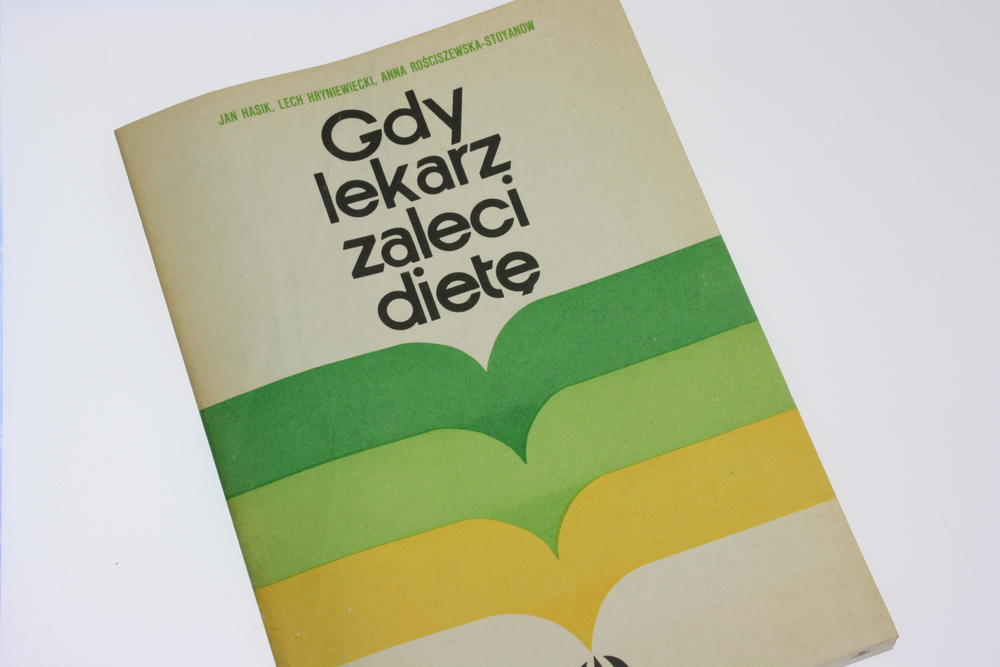 JAN HASIK, LECH HRYNIEWIECKI, ANNA ROŚCISZEWSKA-STOYANOW
Gdy
lekarz
zaleci
dietę